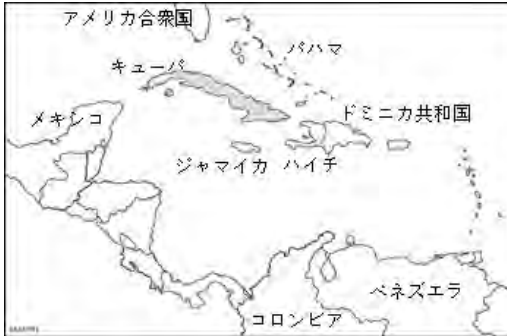 アメリカ合衆国
バハマ
キューバ
ドミニカ共和国
メキシコ
ジャマイカ ハイチ
ベネズエラ
コロンビア